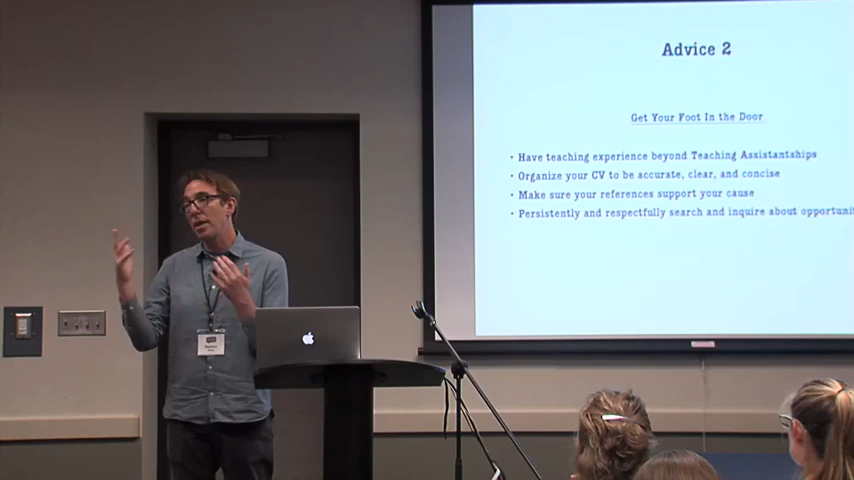 Advice 2
Get Your Foot In the Door
• Have teaching experience beyond Teaching Assistantships
• Organize your CV to be accurate, clear, and concise
• Make sure your references support your cause
• Persistently and respectfully search and inquire about opportunit